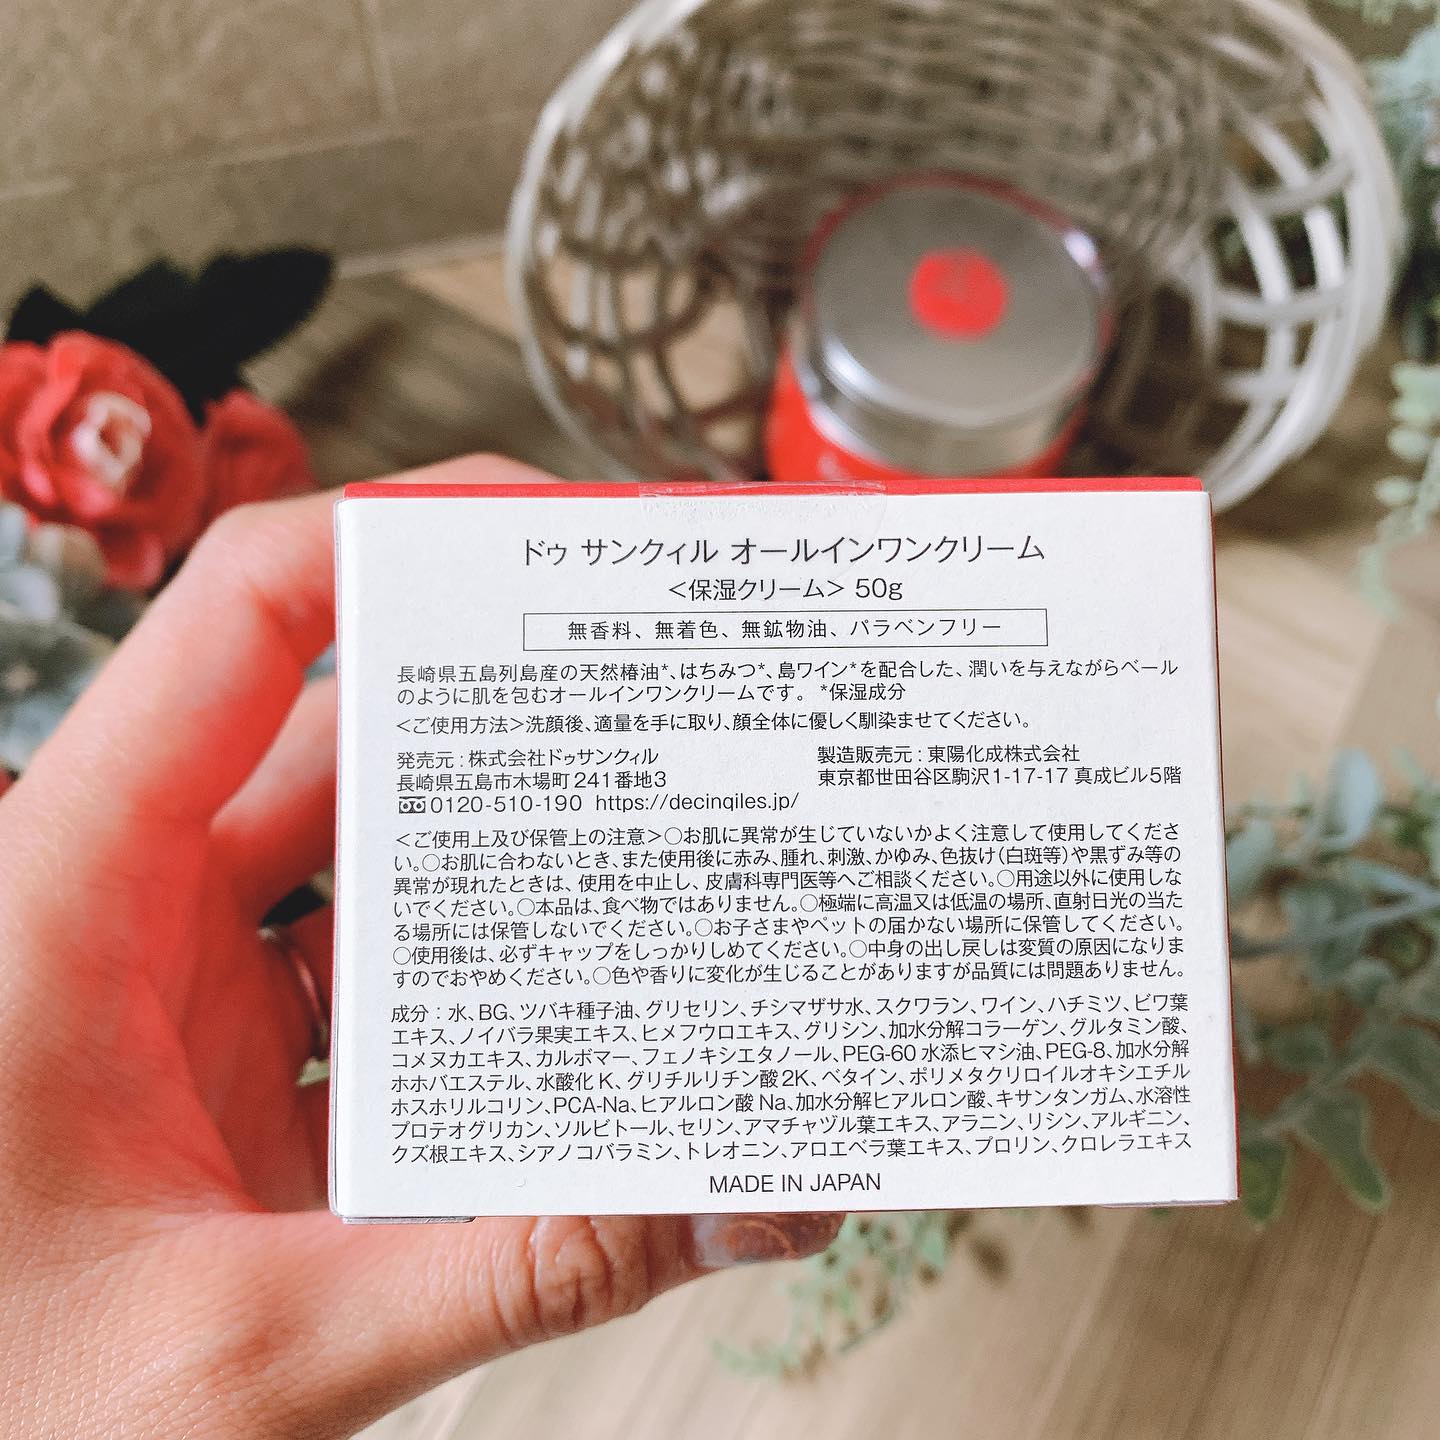 ドゥ サンクィル オールインワンクリーム
＜保湿クリーム＞ 50g
無香料、無着色、無鉱物油、パラベンフリー
長崎県五島列島産の天然椿油*、はちみつ*、島ワイン*を配合した、潤いを与えながらベール
のように肌を包むオールインワンクリームです。 *保湿成分
＜ご使用方法＞洗顔後、適量を手に取り、顔全体に優しく馴染ませてください。
発売元 : 株式会社ドゥサンクィル
長崎県五島市木場町241番地3
0120-510-190 https://decinqiles.jp/
製造販売元 : 東陽化成株式会社
東京都世田谷区駒沢1-17-17 真成ビル5階
＜ご使用上及び保管上の注意＞○お肌に異常が生じていないかよく注意して使用してくださ
い。○お肌に合わないとき、また使用後に赤み、腫れ、刺激、かゆみ、色抜け(白斑等)や黒ずみ等の
異常が現れたときは、使用を中止し、皮膚科専門医等へご相談ください。○用途以外に使用しな
いでください。○本品は、食べ物ではありません。○極端に高温又は低温の場所、直射日光の当た
る場所には保管しないでください。○お子さまやペットの届かない場所に保管してください。
○使用後は、必ずキャップをしっかりしめてください。○中身の出し戻しは変質の原因になりま
すのでおやめください。○色や香りに変化が生じることがありますが品質には問題ありません。
成分 : 水、BG、ツバキ種子油、グリセリン、チシマザサ水、スクワラン、ワイン、ハチミツ、ビワ葉
エキス、ノイバラ果実エキス、ヒメフウロエキス、グリシン、加水分解コラーゲン、グルタミン酸、
コメヌカエキス、カルボマー、フェノキシエタノール、PEG-60 水添ヒマシ油、PEG-8、加水分解
ホホバエステル、水酸化K、グリチルリチン酸2K、ベタイン、ポリメタクリロイルオキシエチル
ホスホリルコリン、PCA-Na、ヒアルロン酸Na、加水分解ヒアルロン酸、キサンタンガム、水溶性
プロテオグリカン、ソルビトール、セリン、アマチャヅル葉エキス、アラニン、リシン、アルギニン、
クズ根エキス、シアノコバラミン、トレオニン、アロエベラ葉エキス、プロリン、クロレラエキス
MADE IN JAPAN